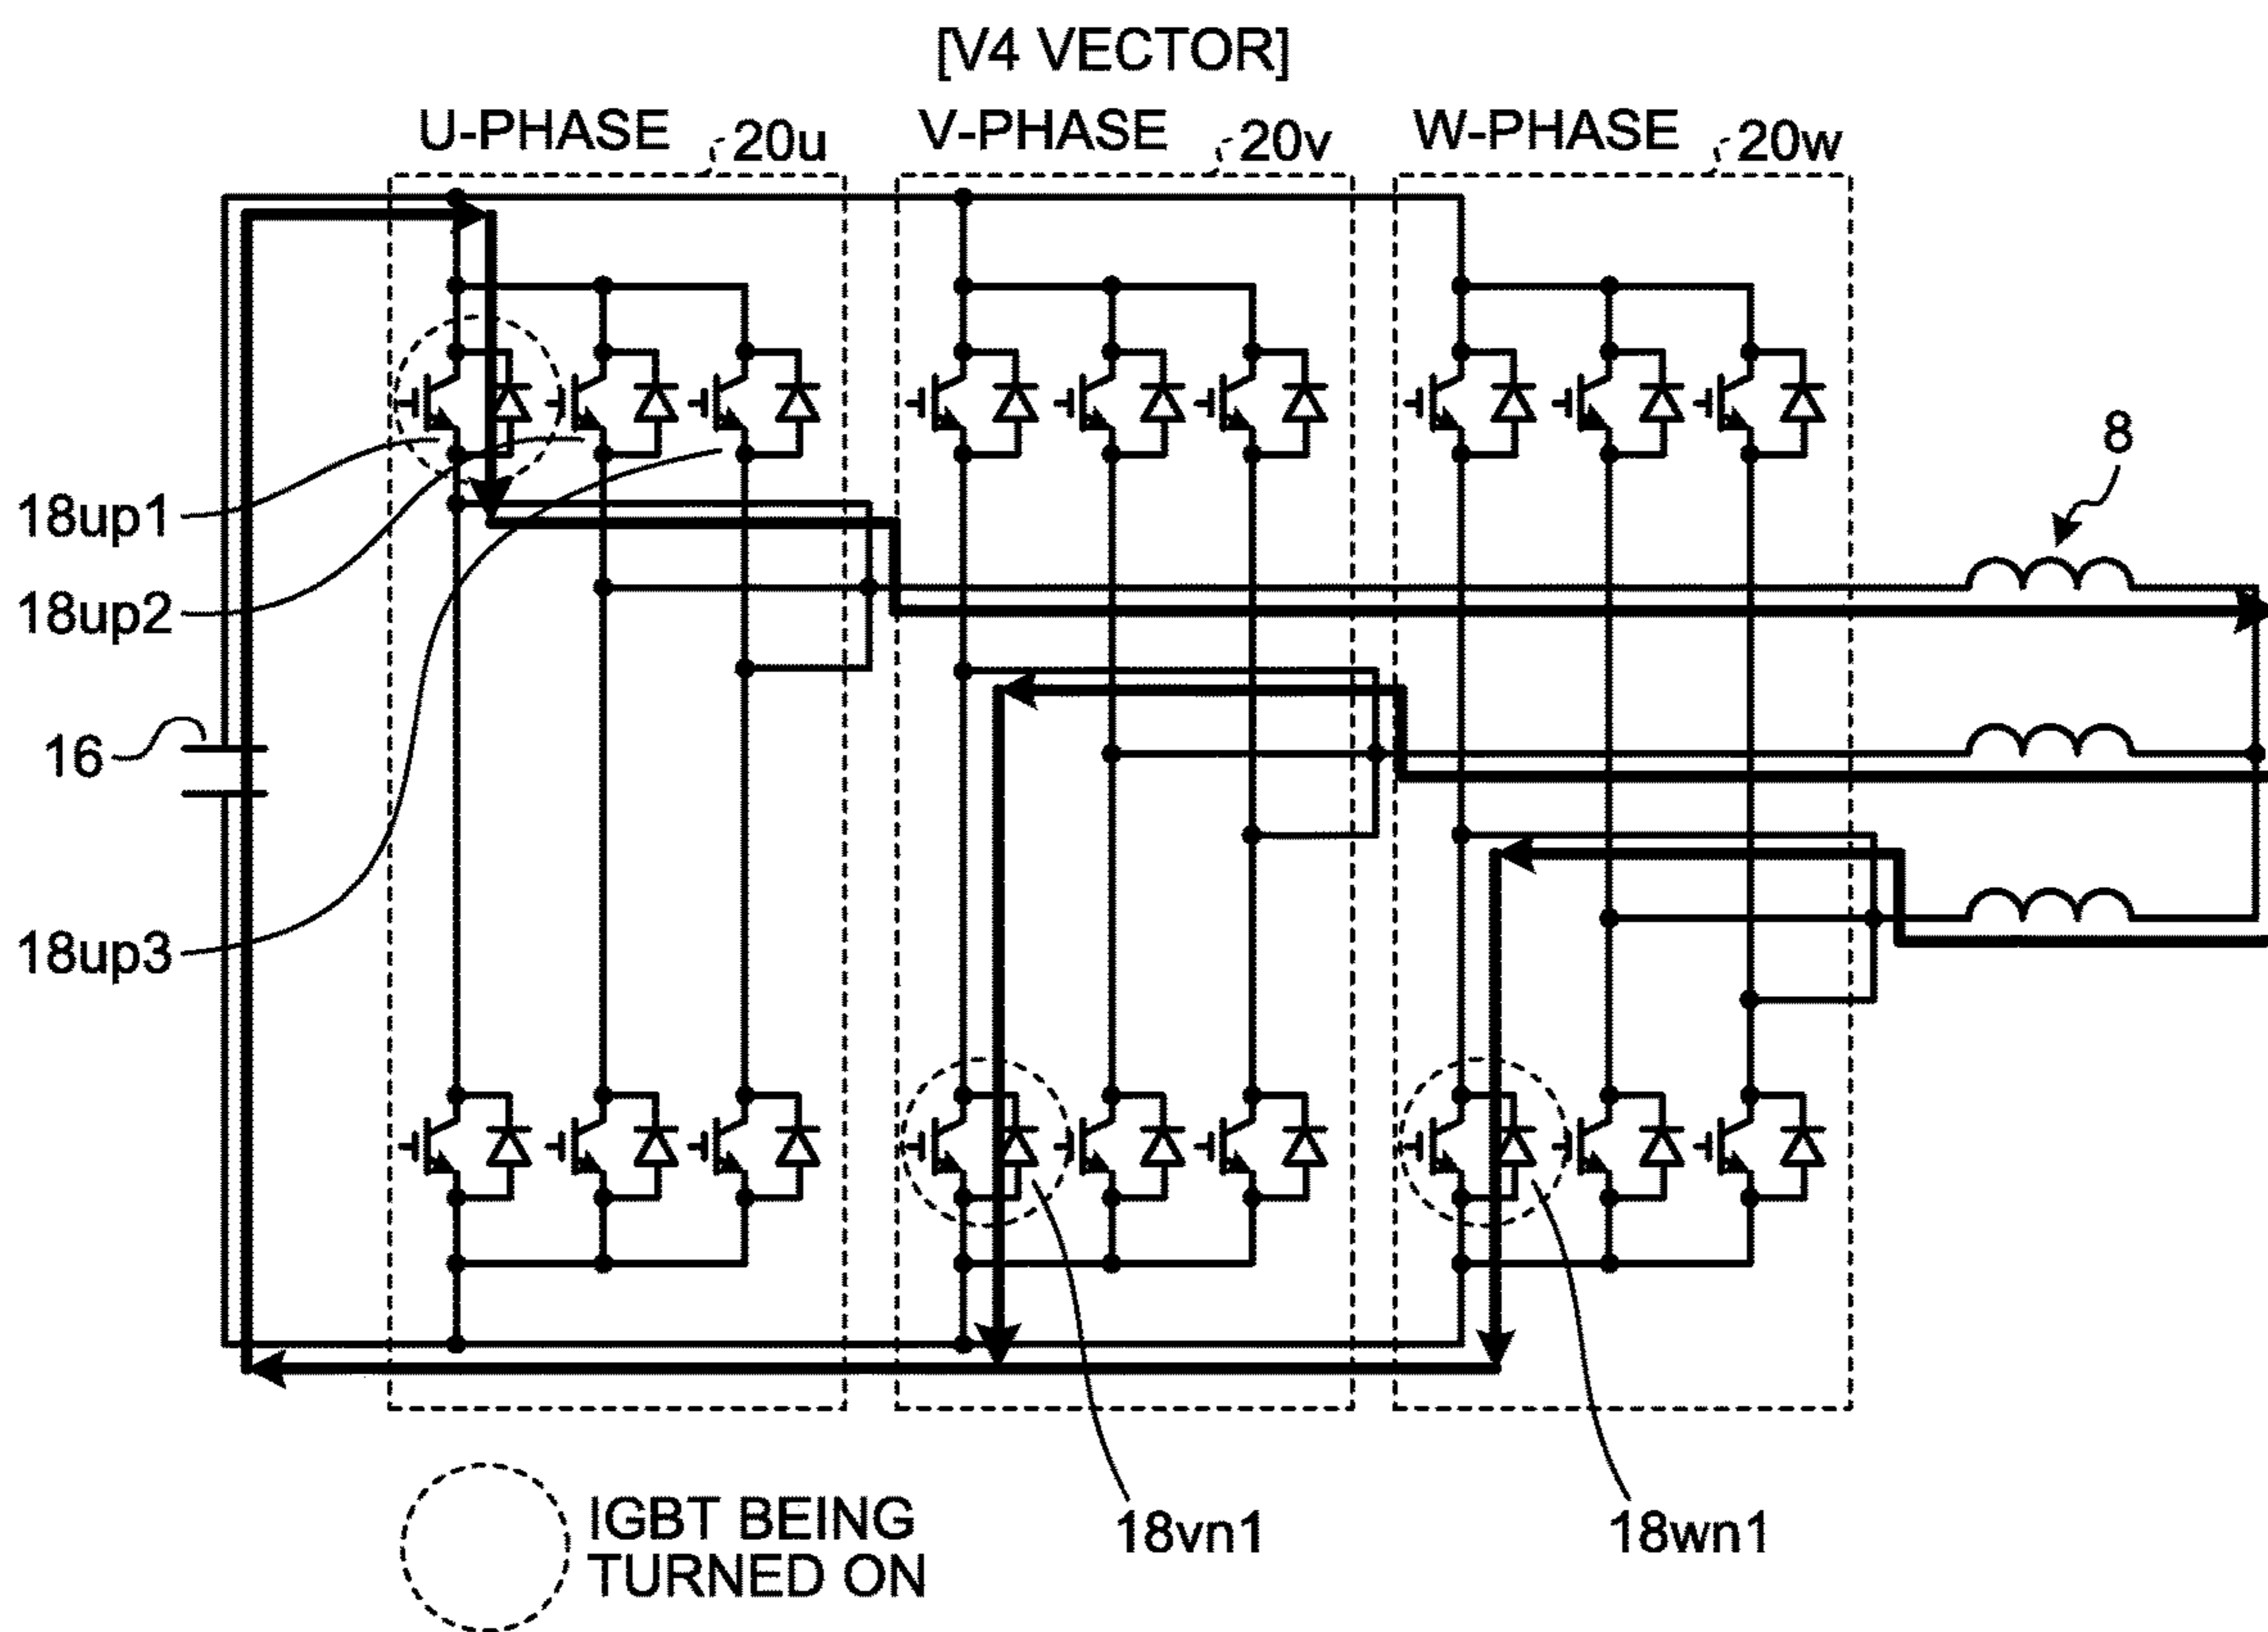 [V4 VECTOR]
U-PHASE 20u V-PHASE 20v W-PHASE 20w
8
18up1
18up2
16
18up3
IGBT BEING
TURNED ON
18vn1
18wn1